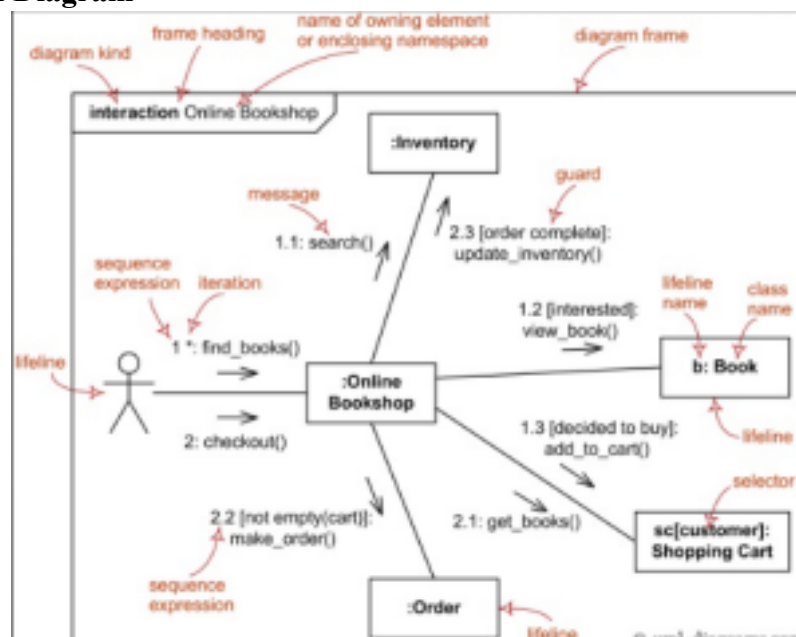 Diagram
name of owning element
or enclosing namespace
frame heading
diagram kind
diagram frame
interaction Online Bookshop
:Inventory
message
guard
1.1: search()
2.3 [order complete]:
update_inventory()
sequence
expression
iteration
lifeline
name
class
name
1.2 [interested]:
view_book()
1 *: find_books()
lifeline
b: Book
:Online
Bookshop
2: checkout()
1.3 [decided to buy]:
add_to_cart()
lifeline
selector
2.2 [not empty(cart)]:
make_order()
2.1: get_books()
sc[customer]:
Shopping Cart
sequence
expression
:Order
lifeline